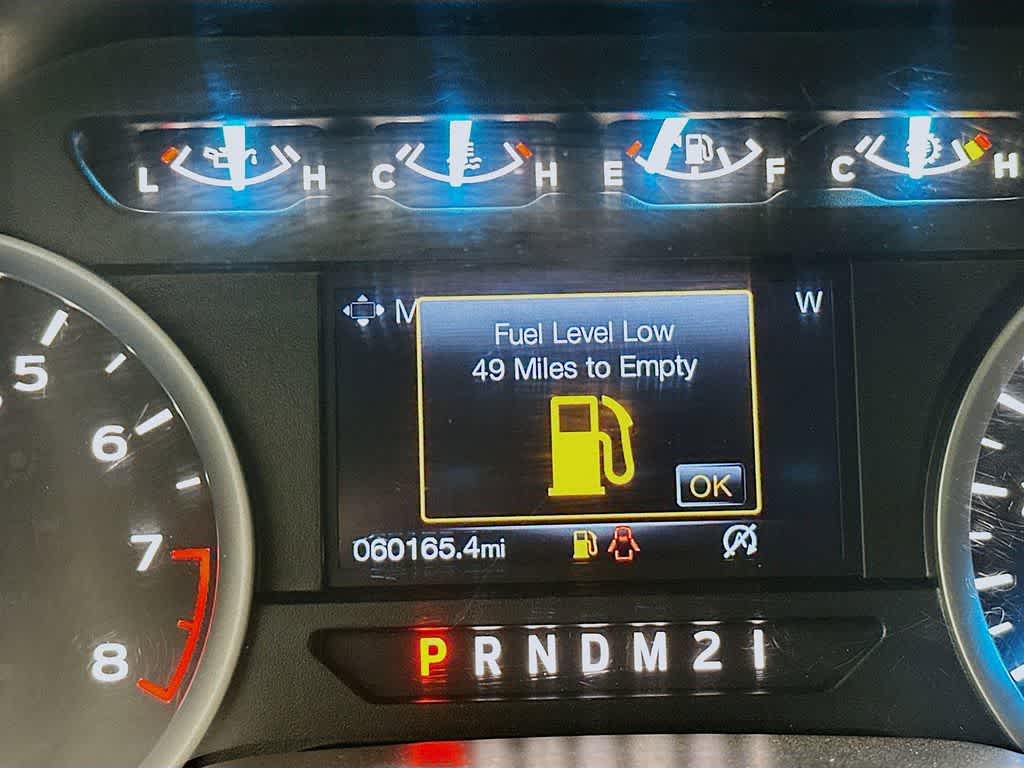 L H C H E F C H
M
W
Fuel Level Low
49 Miles to Empty
OK
060165.4mi
5
6
7
8
P R N D M 2 1